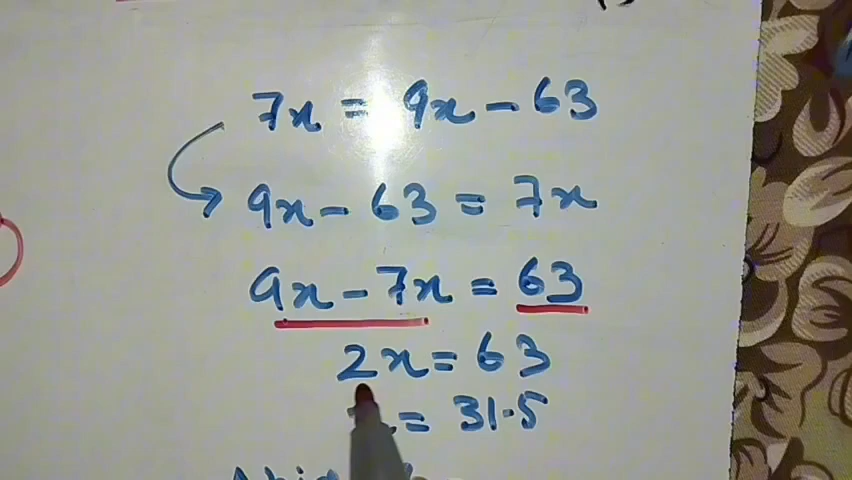 7x = 9x - 63
9x - 63 = 7x
9x - 7x = 63
2x = 63
= 31.5